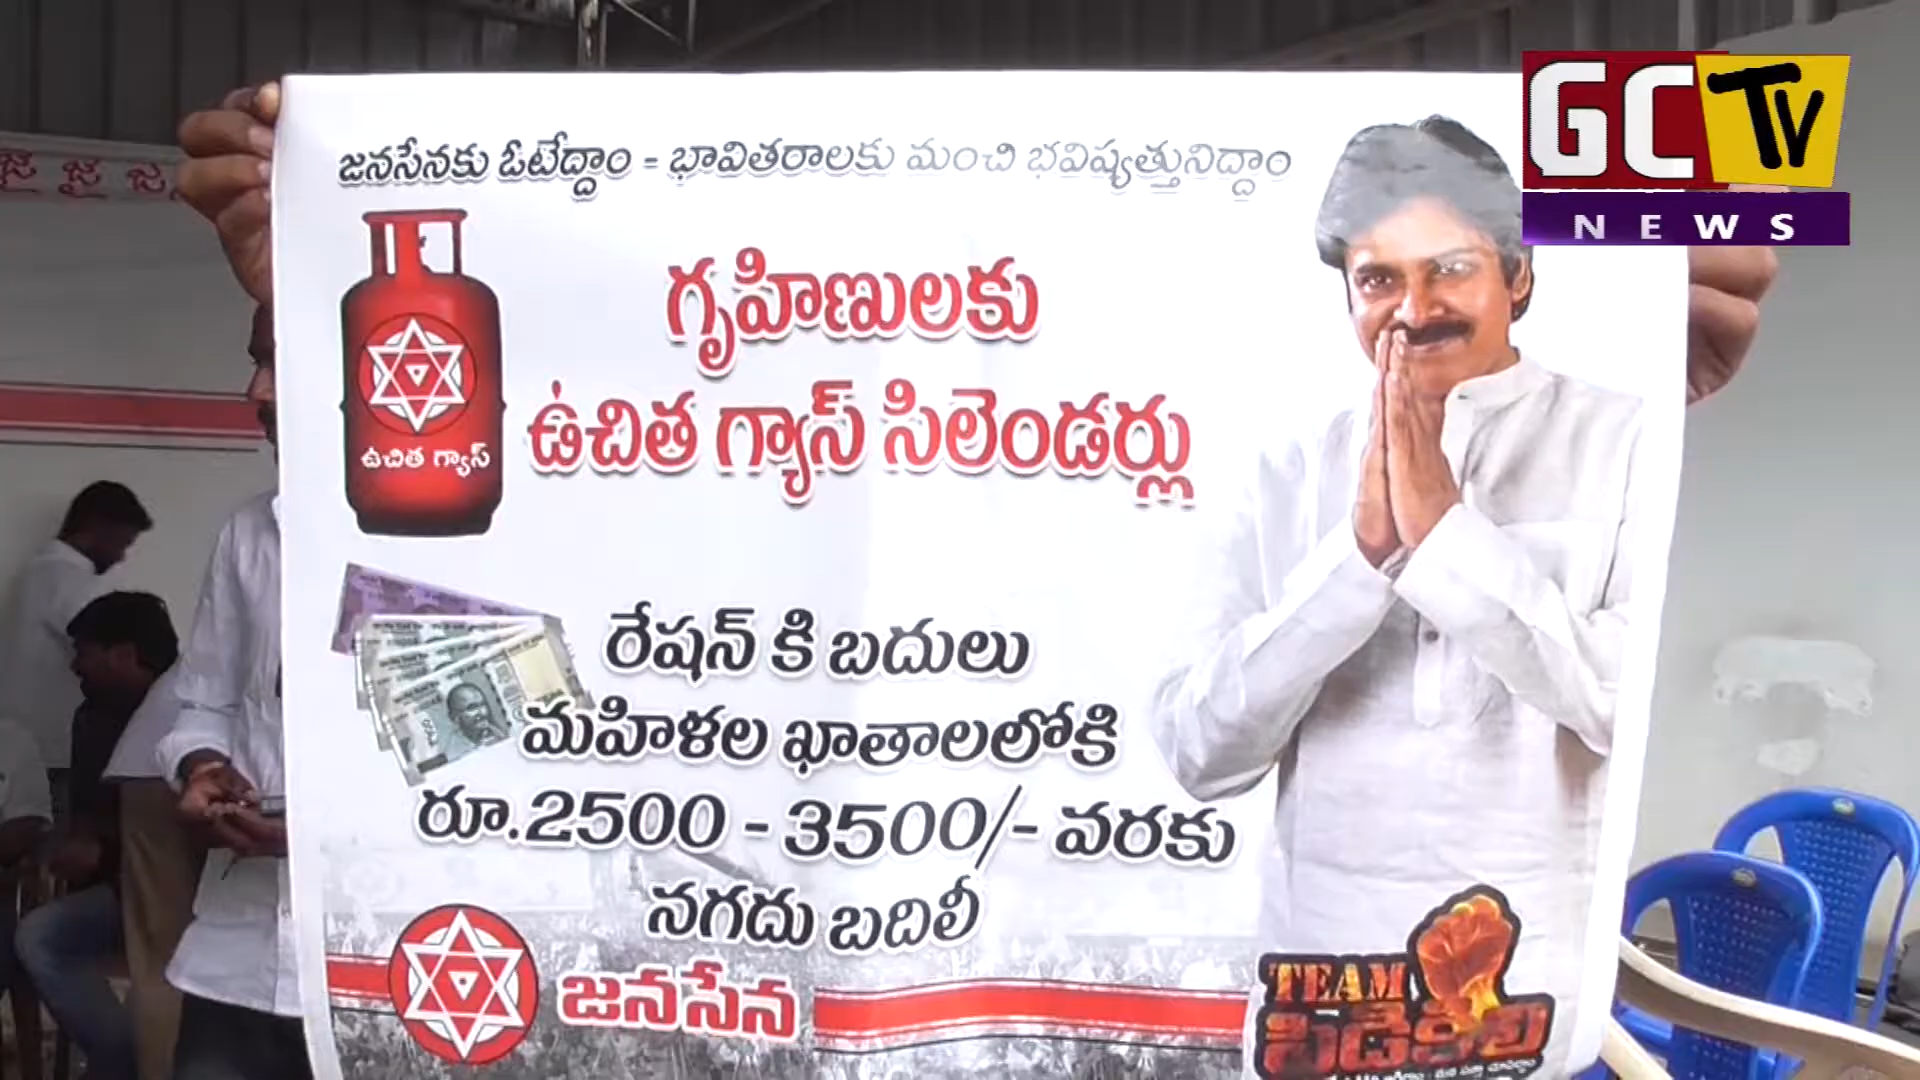 GC TV
NEWS
జై జై జ
జనసేనకు ఓటేద్దాం = భావితరాలకు మంచి భవిష్యత్తునిద్దాం
గృహిణులకు
ఉచిత గ్యాస్ సిలెండర్లు
ఉచిత గ్యాస్
రేషన్ కి బదులు
మహిళల ఖాతాలలోకి
రూ.2500 - 3500/- వరకు
నగదు బదిలీ
జనసేన
TEAM